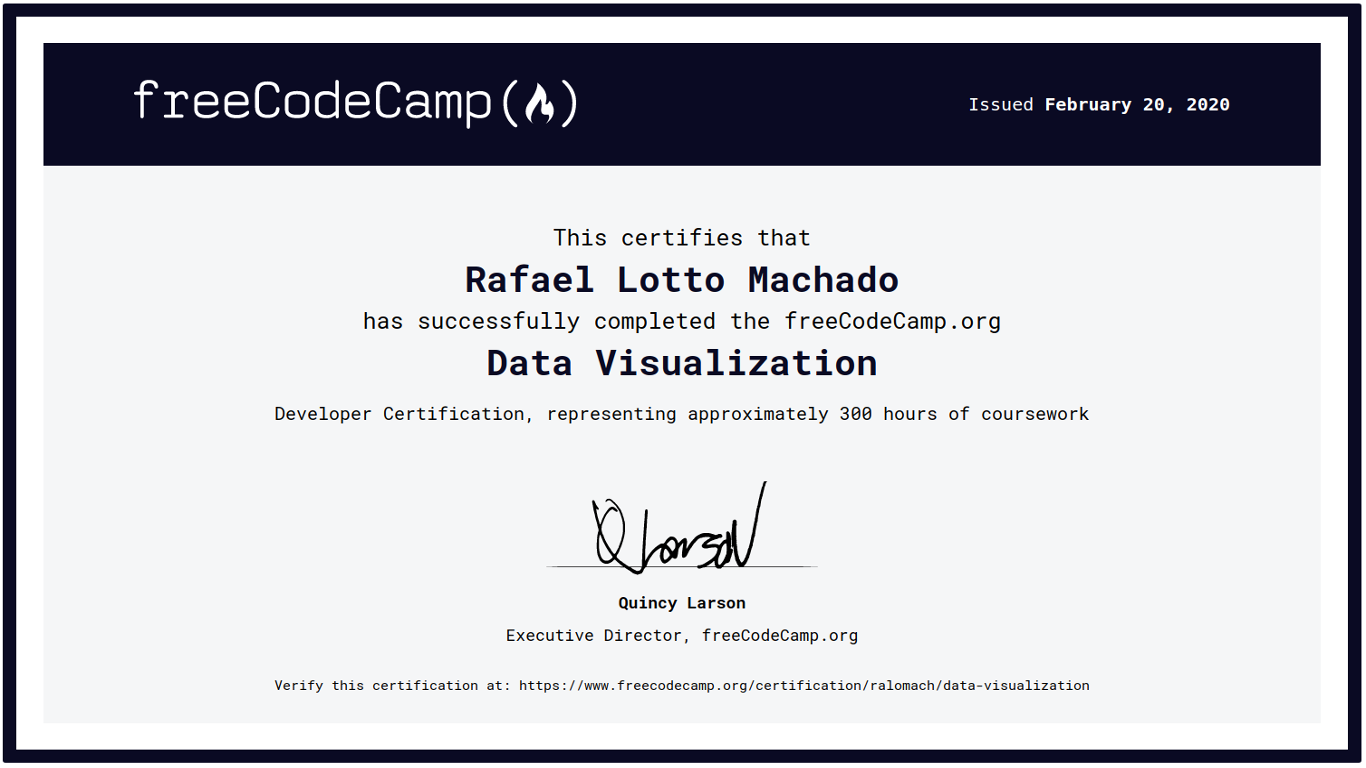 freeCodeCamp(🔥)
Issued February 20, 2020
This certifies that
Rafael Lotto Machado
has successfully completed the freeCodeCamp.org
Data Visualization
Developer Certification, representing approximately 300 hours of coursework
Q Larson
Quincy Larson
Executive Director, freeCodeCamp.org
Verify this certification at: https://www.freecodecamp.org/certification/ralomach/data-visualization